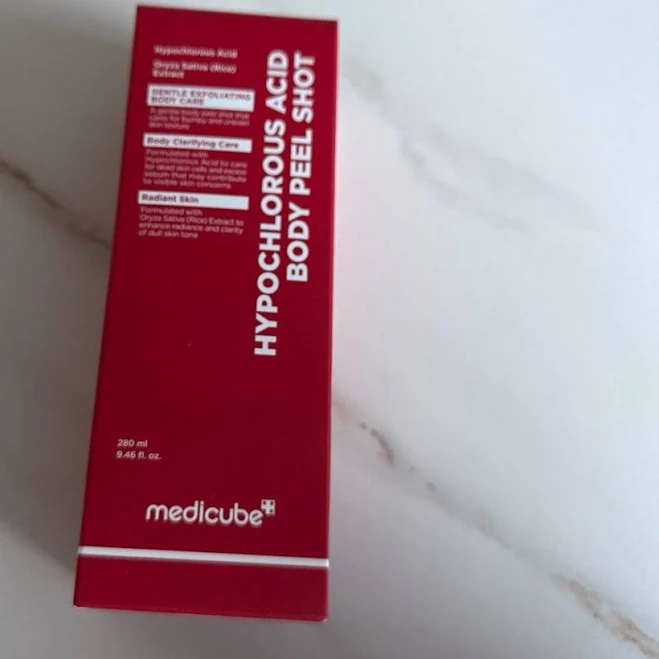 Hypochlorous Acid
Oryza Sativa (Rice)
Extract
GENTLE EXFOLIATING
BODY CARE
A gentle body peel shot that
cares for bumpy and uneven
skin texture
Body Clarifying Care
Formulated with
Hypochlorous Acid to care
for dead skin cells and excess
sebum that may contribute
to visible skin concerns
Radiant Skin
Formulated with
Oryza Sativa (Rice) Extract to
enhance radiance and clarity
of dull skin tone
HYPOCHLOROUS ACID
BODY PEEL SHOT
280 ml
9.46 fl. oz.
medicube